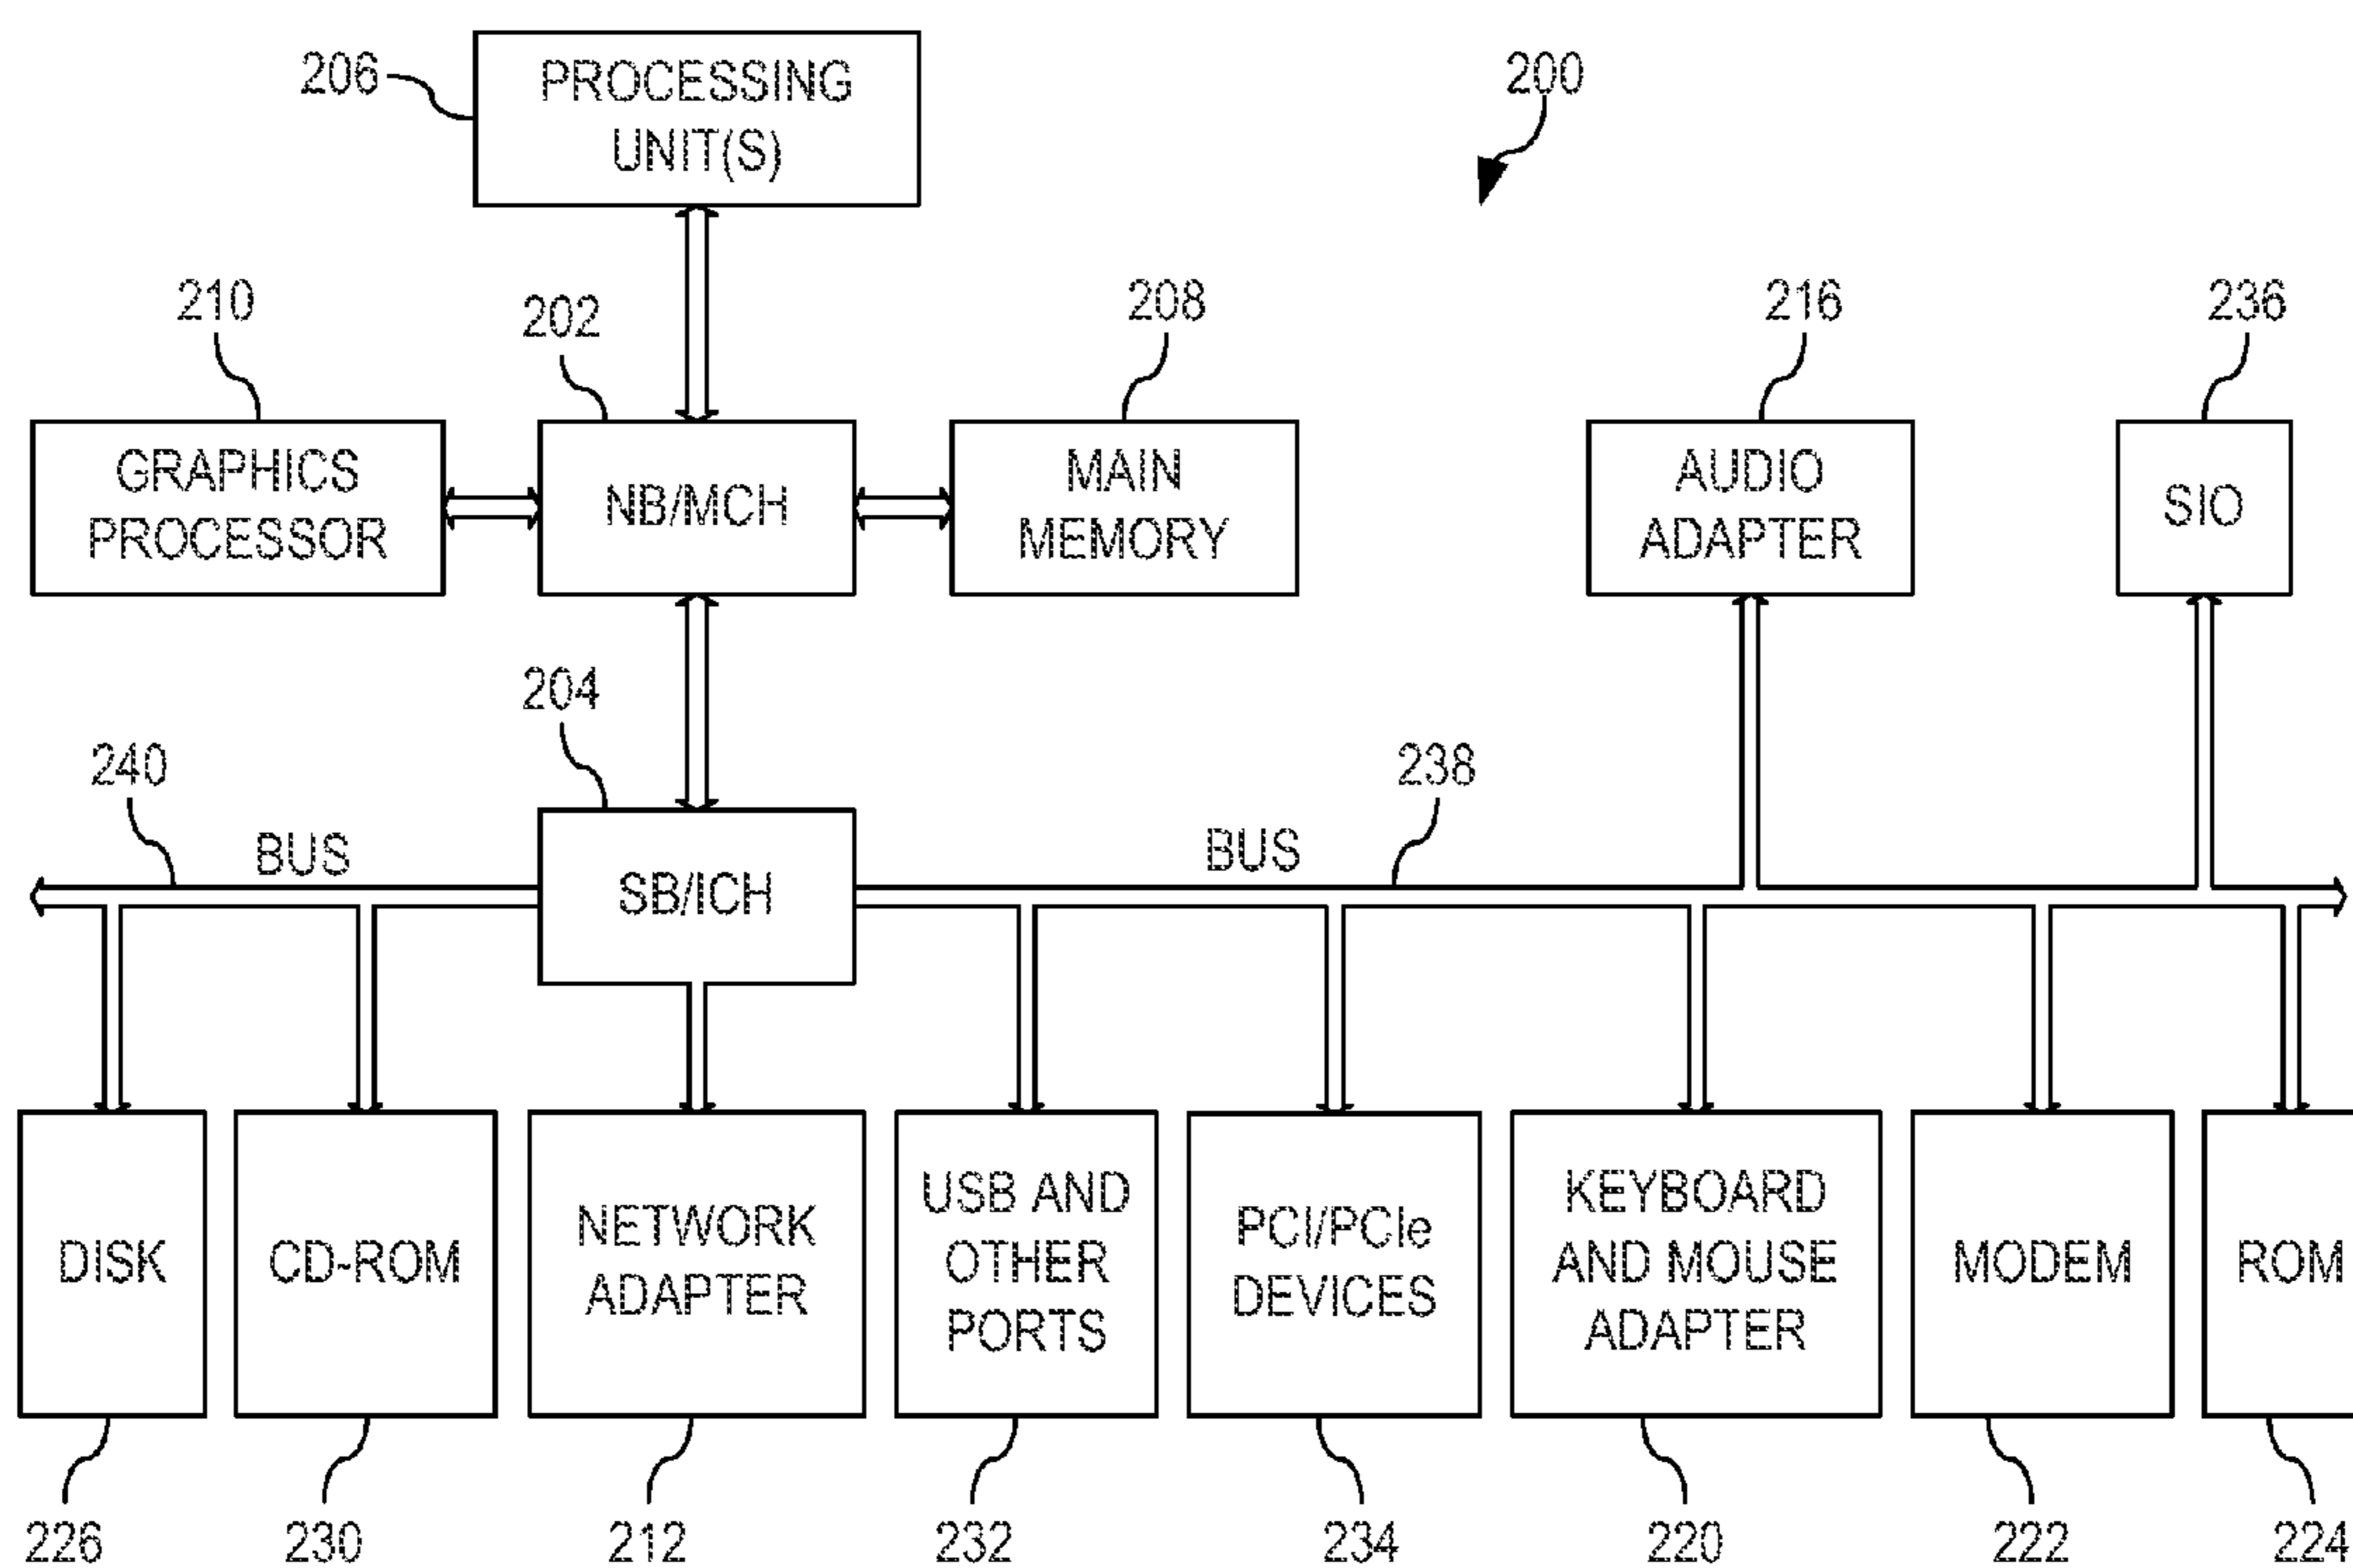 206
PROCESSING
UNIT(S)
200
210
202
208
216
236
GRAPHICS
PROCESSOR
NB/MCH
MAIN
MEMORY
AUDIO
ADAPTER
SIO
204
240
238
BUS
BUS
SB/ICH
DISK
CD-ROM
NETWORK
ADAPTER
USB AND
OTHER
PORTS
PCI/PCIe
DEVICES
KEYBOARD
AND MOUSE
ADAPTER
MODEM
ROM
226
230
212
232
234
220
222
224